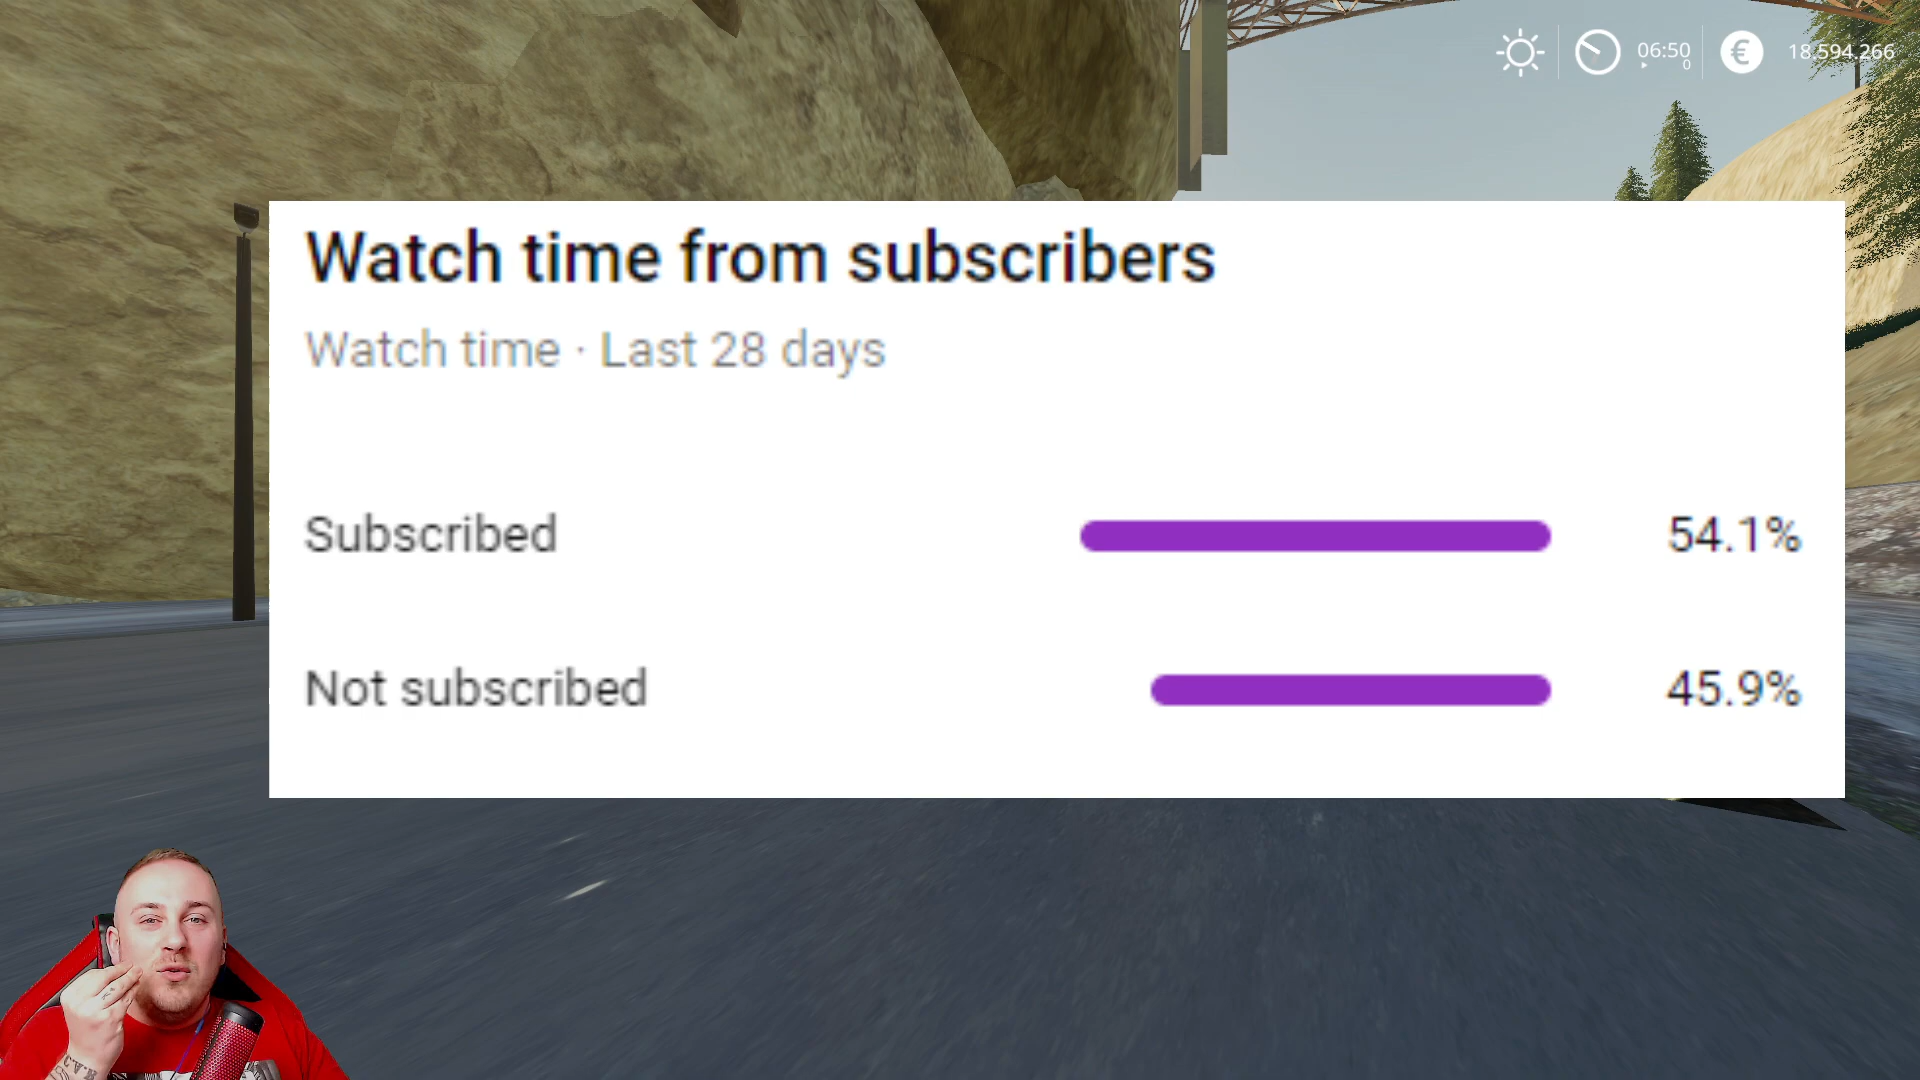 06:50
0
€
18.594.266
Watch time from subscribers
Watch time · Last 28 days
Subscribed 54.1%
Not subscribed 45.9%